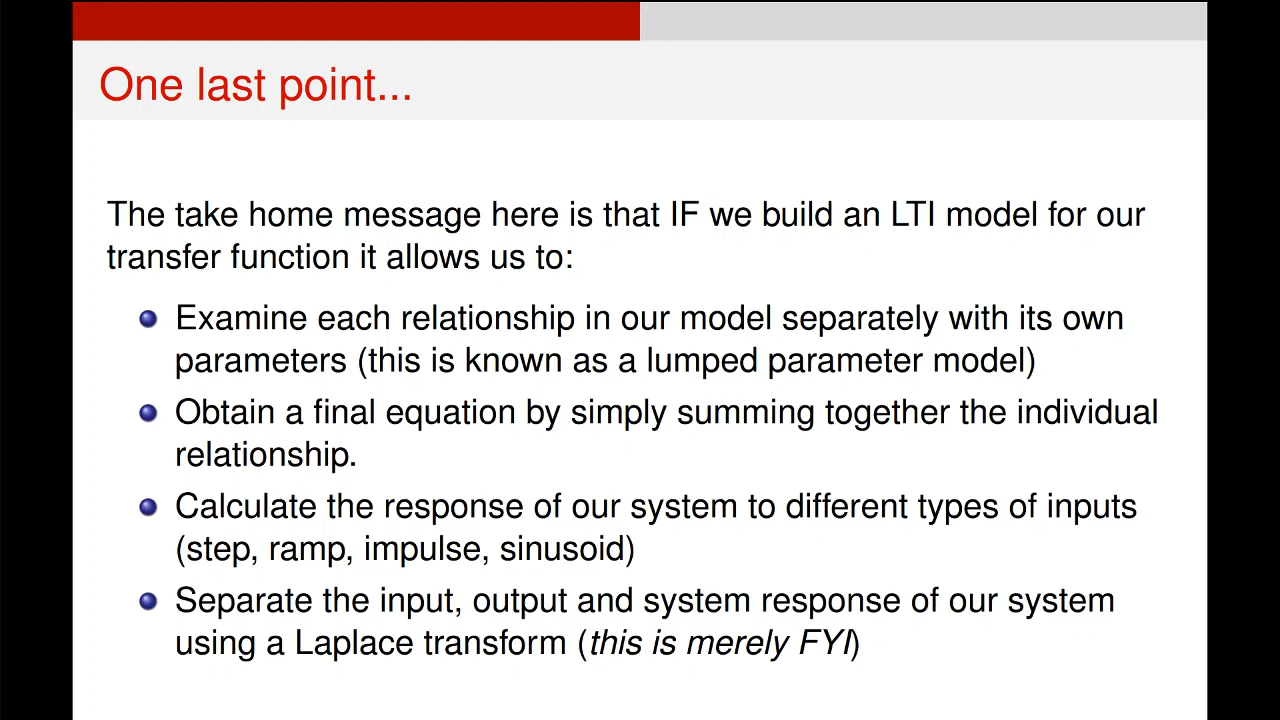 One last point...
The take home message here is that IF we build an LTI model for our
transfer function it allows us to:
Examine each relationship in our model separately with its own
parameters (this is known as a lumped parameter model)
Obtain a final equation by simply summing together the individual
relationship.
Calculate the response of our system to different types of inputs
(step, ramp, impulse, sinusoid)
Separate the input, output and system response of our system
using a Laplace transform (this is merely FYI)